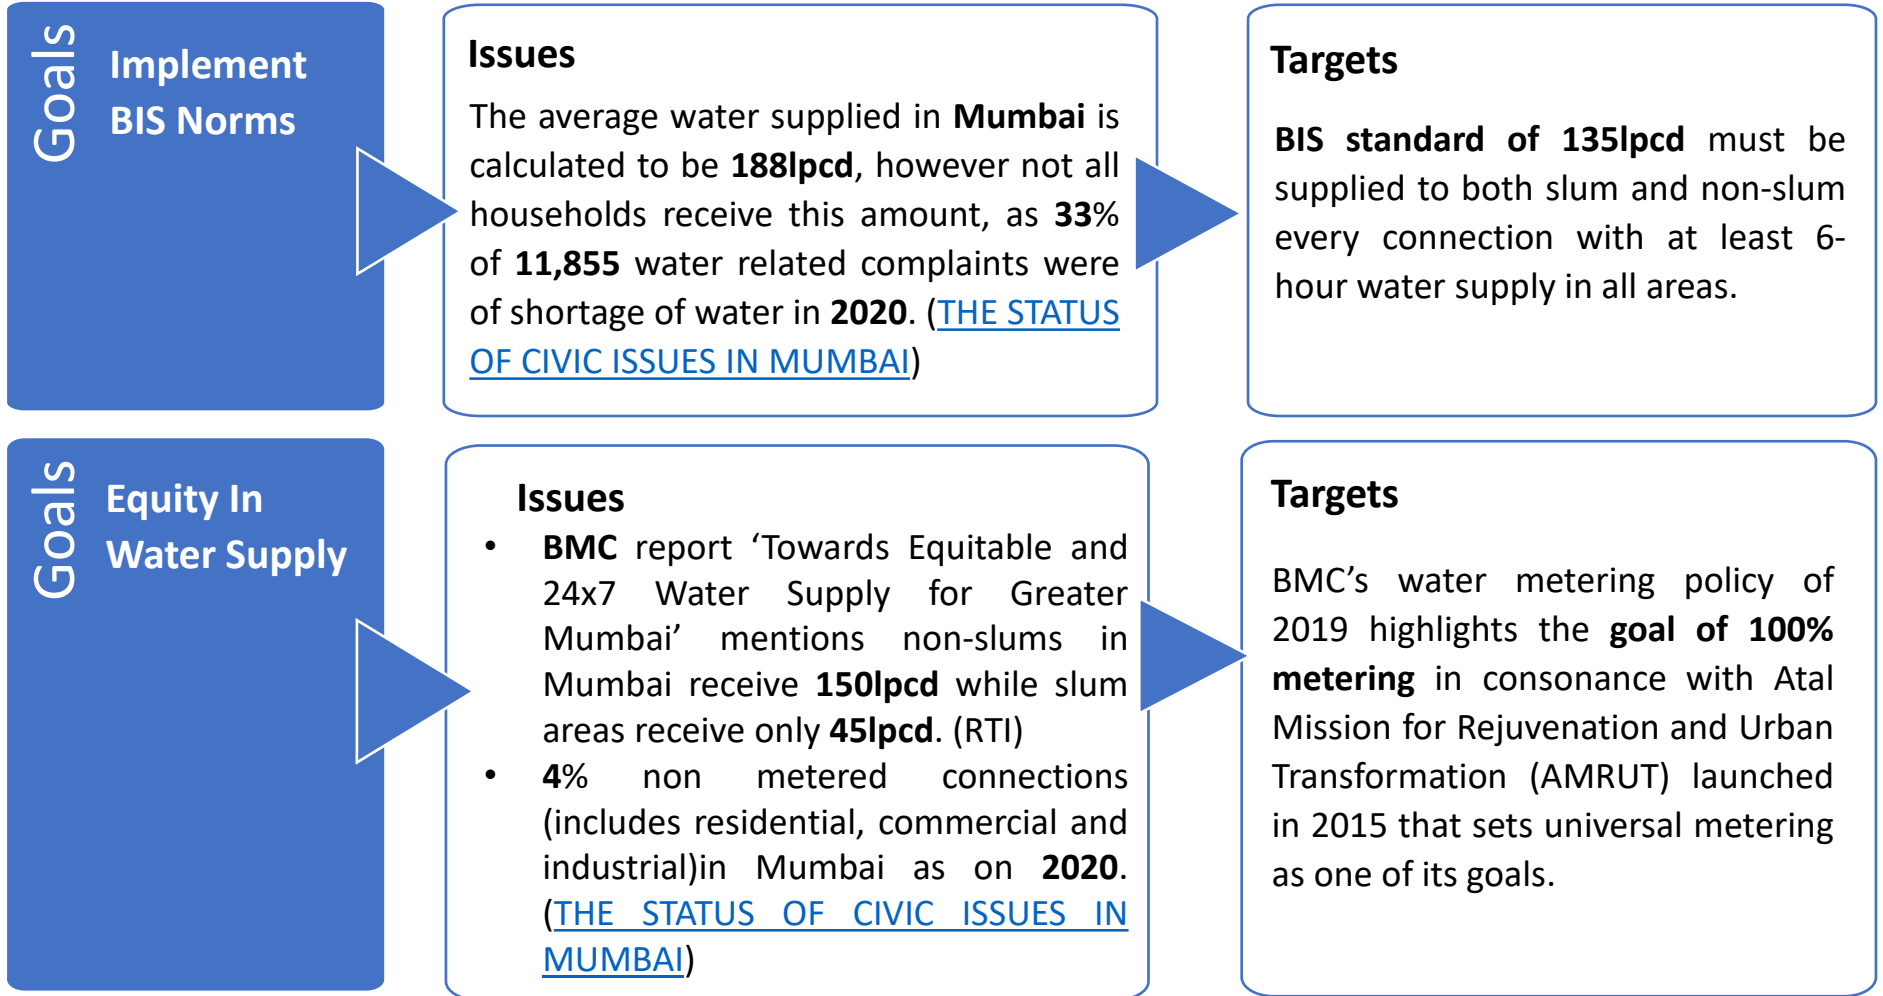 Goals
Implement
BIS Norms
Issues
The average water supplied in Mumbai is
calculated to be 188lpcd, however not all
households receive this amount, as 33%
of 11,855 water related complaints were
of shortage of water in 2020. (THE STATUS
OF CIVIC ISSUES IN MUMBAI)
Targets
BIS standard of 135lpcd must be
supplied to both slum and non-slum
every connection with at least 6-
hour water supply in all areas.
Goals
Equity In
Water Supply
Issues
• BMC report ‘Towards Equitable and
24x7 Water Supply for Greater
Mumbai’ mentions non-slums in
Mumbai receive 150lpcd while slum
areas receive only 45lpcd. (RTI)
• 4% non metered connections
(includes residential, commercial and
industrial)in Mumbai as on 2020.
(THE STATUS OF CIVIC ISSUES IN
MUMBAI)
Targets
BMC’s water metering policy of
2019 highlights the goal of 100%
metering in consonance with Atal
Mission for Rejuvenation and Urban
Transformation (AMRUT) launched
in 2015 that sets universal metering
as one of its goals.